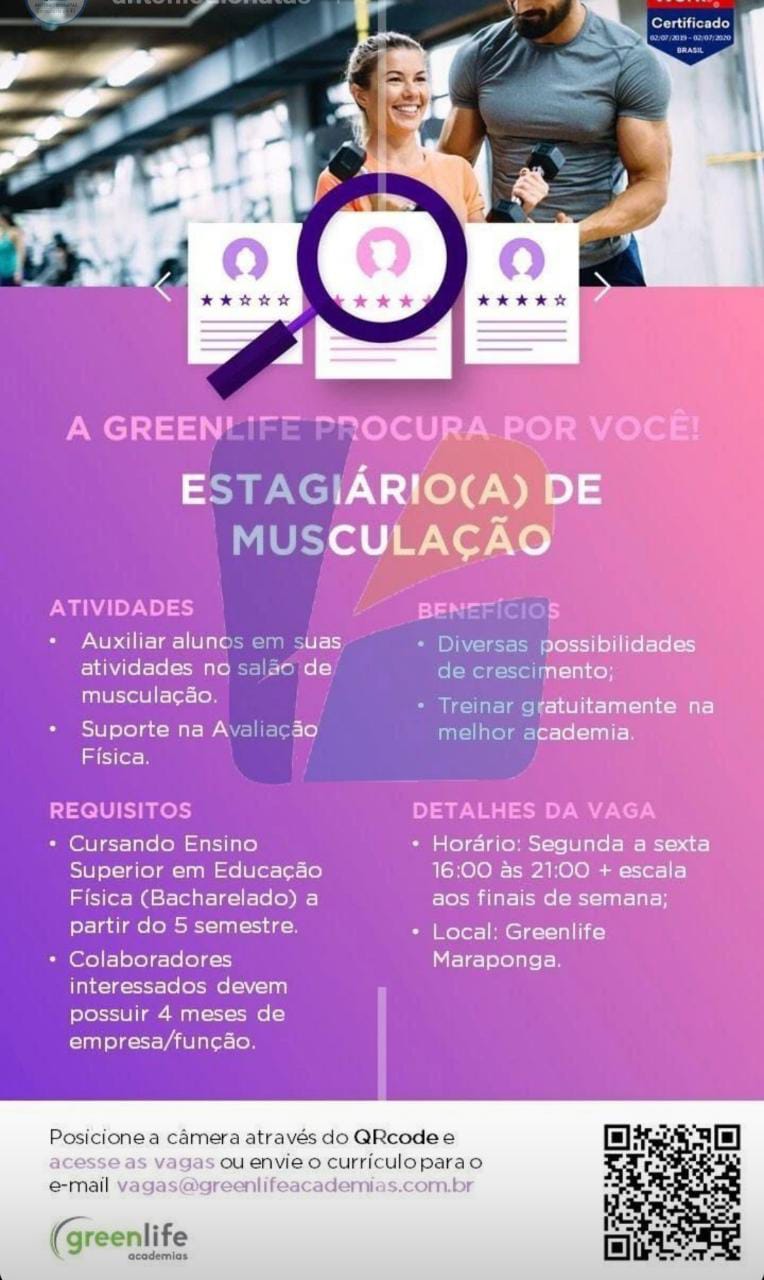 Certificado
02/07/2019 - 02/07/2020
BRASIL
A GREENLIFE PROCURA POR VOCÊ!
ESTAGIÁRIO(A) DE
MUSCULAÇÃO
ATIVIDADES
• Auxiliar alunos em suas
atividades no salão de
musculação.
• Suporte na Avaliação
Física.
BENEFÍCIOS
• Diversas possibilidades
de crescimento;
• Treinar gratuitamente na
melhor academia.
REQUISITOS
• Cursando Ensino
Superior em Educação
Física (Bacharelado) a
partir do 5 semestre.
• Colaboradores
interessados devem
possuir 4 meses de
empresa/função.
DETALHES DA VAGA
• Horário: Segunda a sexta
16:00 às 21:00 + escala
aos finais de semana;
• Local: Greenlife
Maraponga.
Posicione a câmera através do QRcode e
acesse as vagas ou envie o currículo para o
e-mail vagas@greenlifeacademias.com.br
greenlife
academias